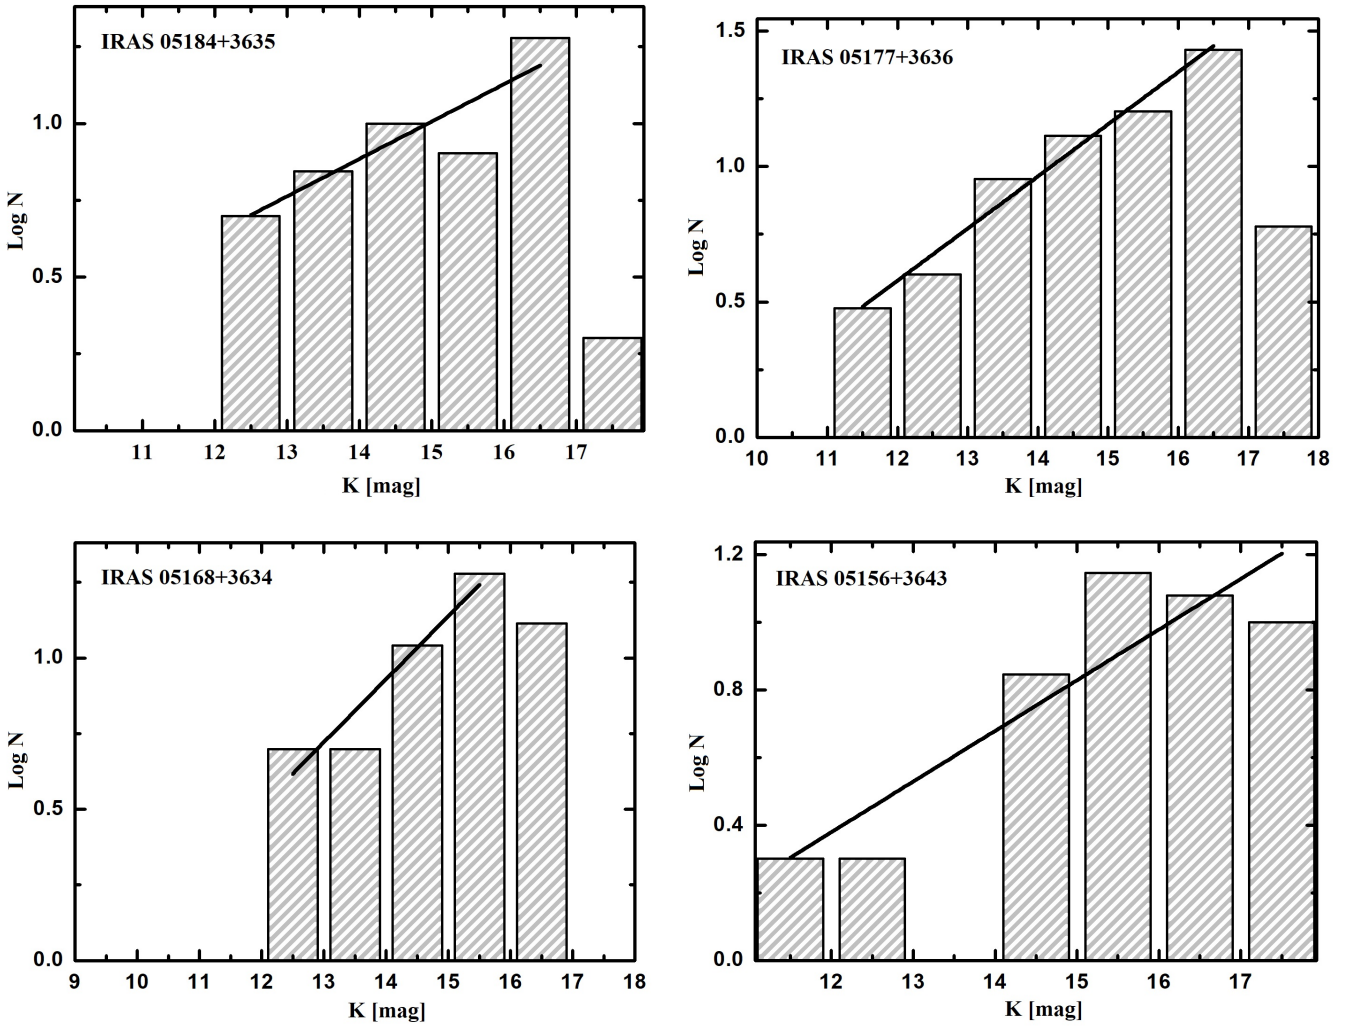 IRAS 05184+3635
Log N
1.0
0.5
0.0
11 12 13 14 15 16 17
K [mag]
IRAS 05177+3636
Log N
1.5
1.0
0.5
0.0
10 11 12 13 14 15 16 17 18
K [mag]
IRAS 05168+3634
Log N
1.0
0.5
0.0
9 10 11 12 13 14 15 16 17 18
K [mag]
IRAS 05156+3643
Log N
1.2
0.8
0.4
0.0
12 13 14 15 16 17
K [mag]